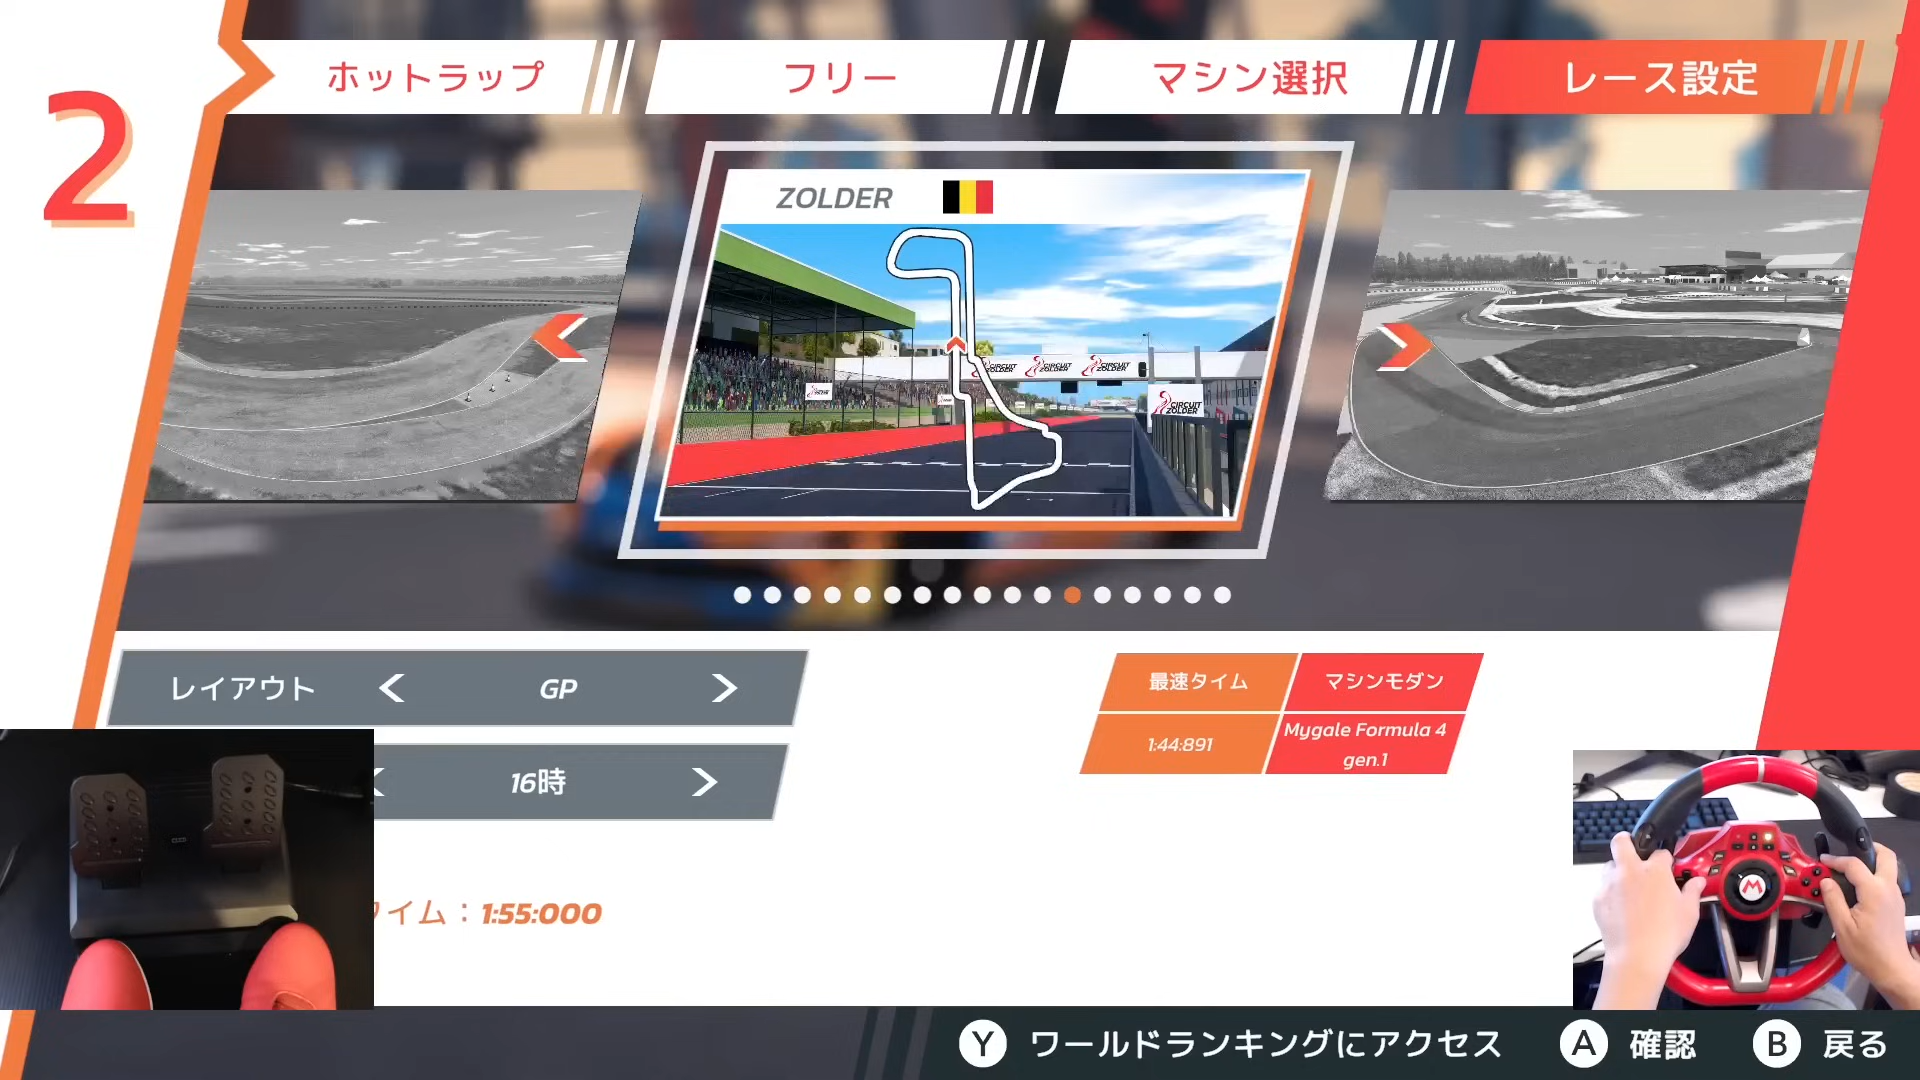 2
ホットラップ
フリー
マシン選択
レース設定
ZOLDER
CIRCUIT ZOLDER
レイアウト
GP
16時
イム：1:55:000
最速タイム
マシンモダン
1:44:891
Mygale Formula 4
gen.1
M
Y ワールドランキングにアクセス
A 確認
B 戻る